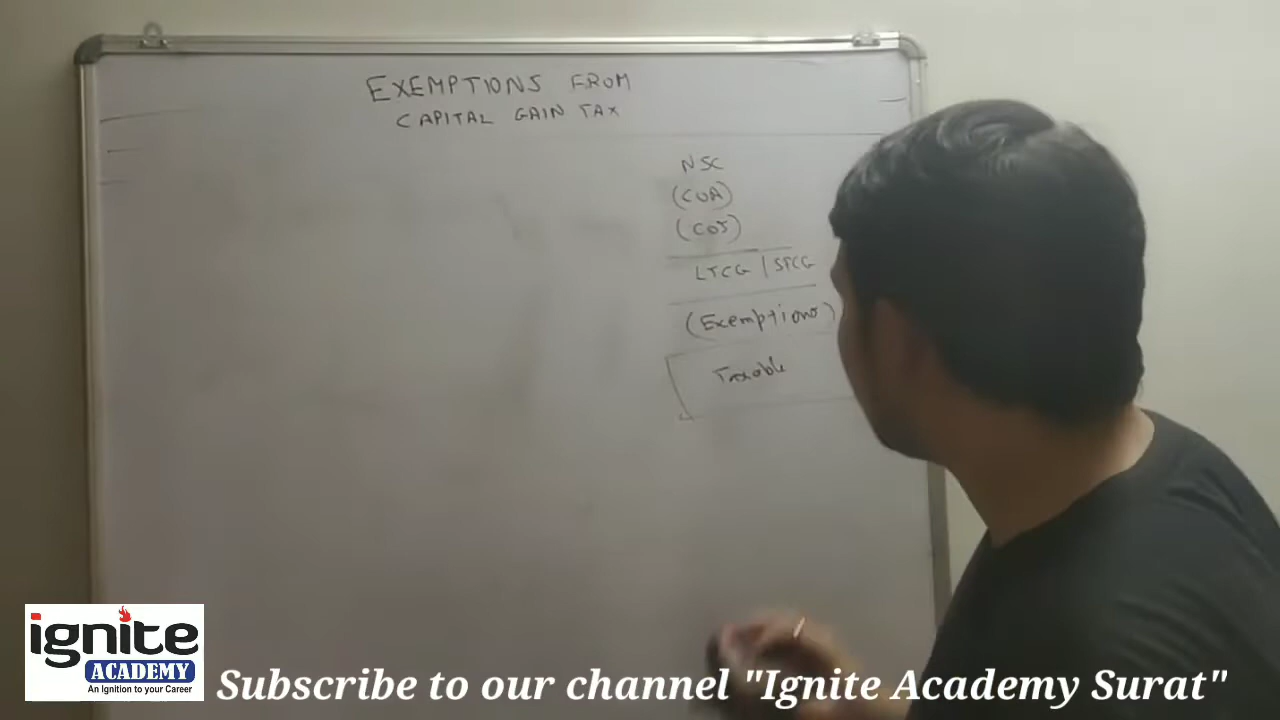 EXEMPTIONS FROM
CAPITAL GAIN TAX
NSC
(COA)
(COS)
LTCG | STCG
(Exemptions)
Taxable
ignite
ACADEMY
An Ignition to your Career
Subscribe to our channel "Ignite Academy Surat"